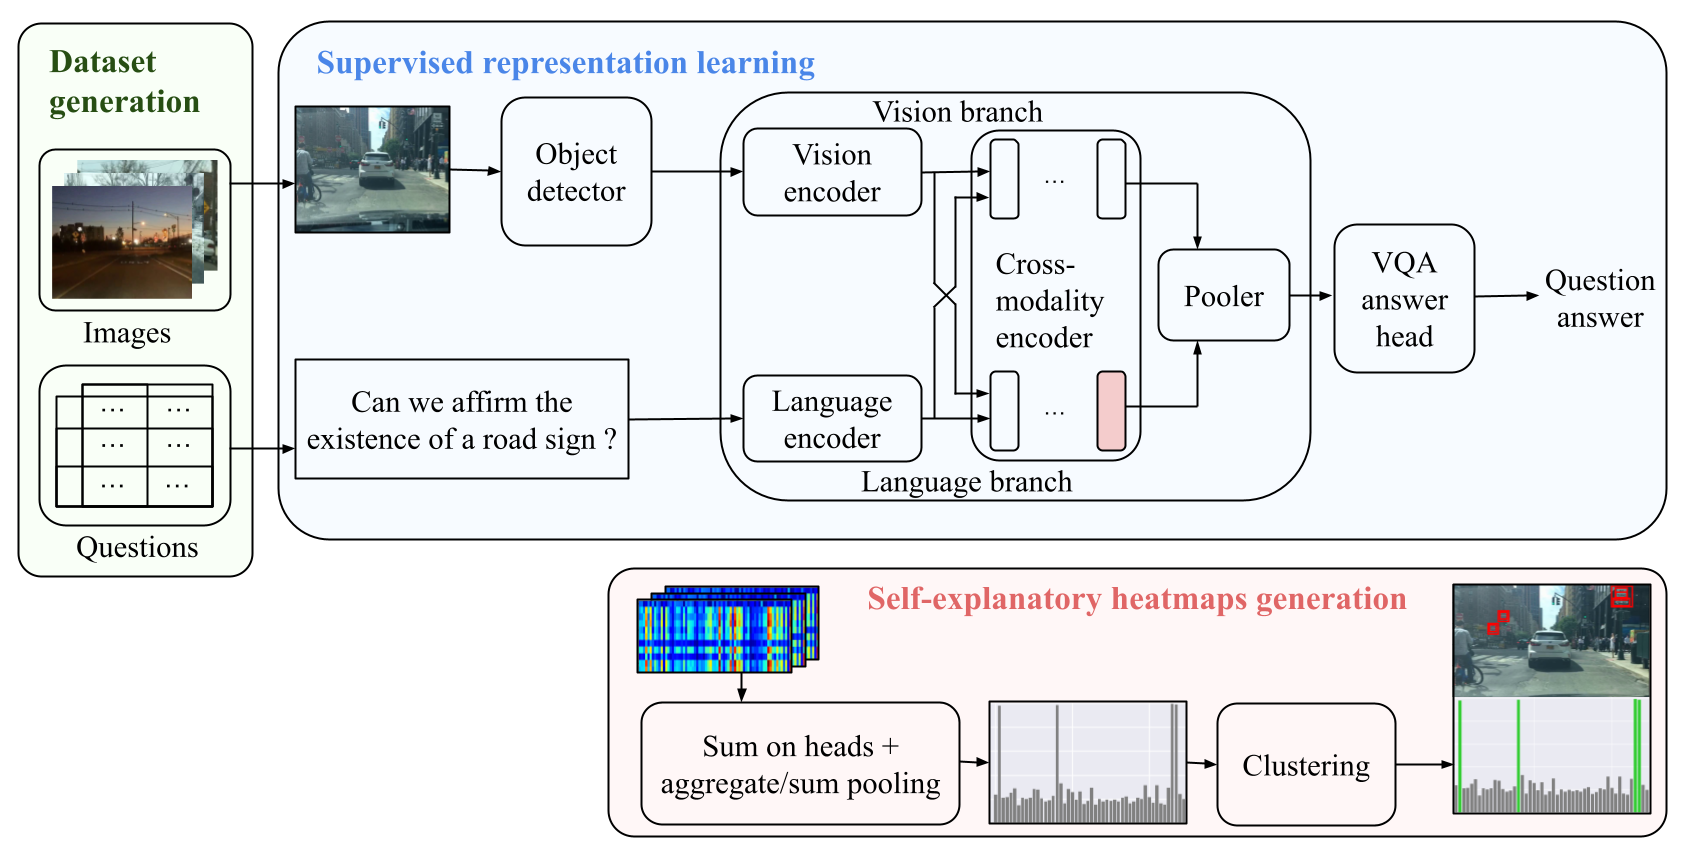 Dataset
generation
Images
...
...
...
...
...
...
Questions
Supervised representation learning
Object
detector
Can we affirm the
existence of a road sign ?
Vision branch
Vision
encoder
Language
encoder
Language branch
...
Cross-
modality
encoder
...
Pooler
VQA
answer
head
Question
answer
Self-explanatory heatmaps generation
Sum on heads +
aggregate/sum pooling
Clustering